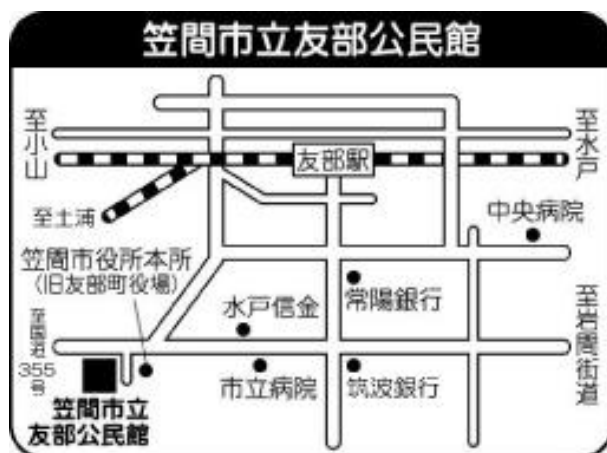 笠間市立友部公民館
至小山
至水戸
友部駅
至土浦
中央病院
笠間市役所本所
(旧友部町役場)
水戸信金
常陽銀行
至岩間街道
至国道355号
市立病院
筑波銀行
笠間市立
友部公民館